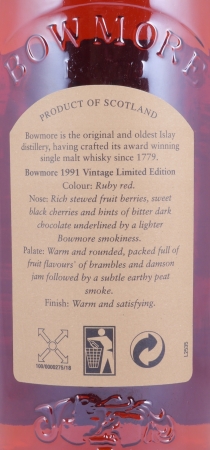 BOWMORE
PRODUCT OF SCOTLAND
Bowmore is the original and oldest Islay
distillery, having crafted its award winning
single malt whisky since 1779.
Bowmore 1991 Vintage Limited Edition
Colour: Ruby red.
Nose: Rich stewed fruit berries, sweet
black cherries and hints of bitter dark
chocolate underlined by a lighter
Bowmore smokiness.
Palate: Warm and rounded, packed full of
fruit flavours' of brambles and damson
jam followed by a subtle earthy peat
smoke.
Finish: Warm and satisfying.